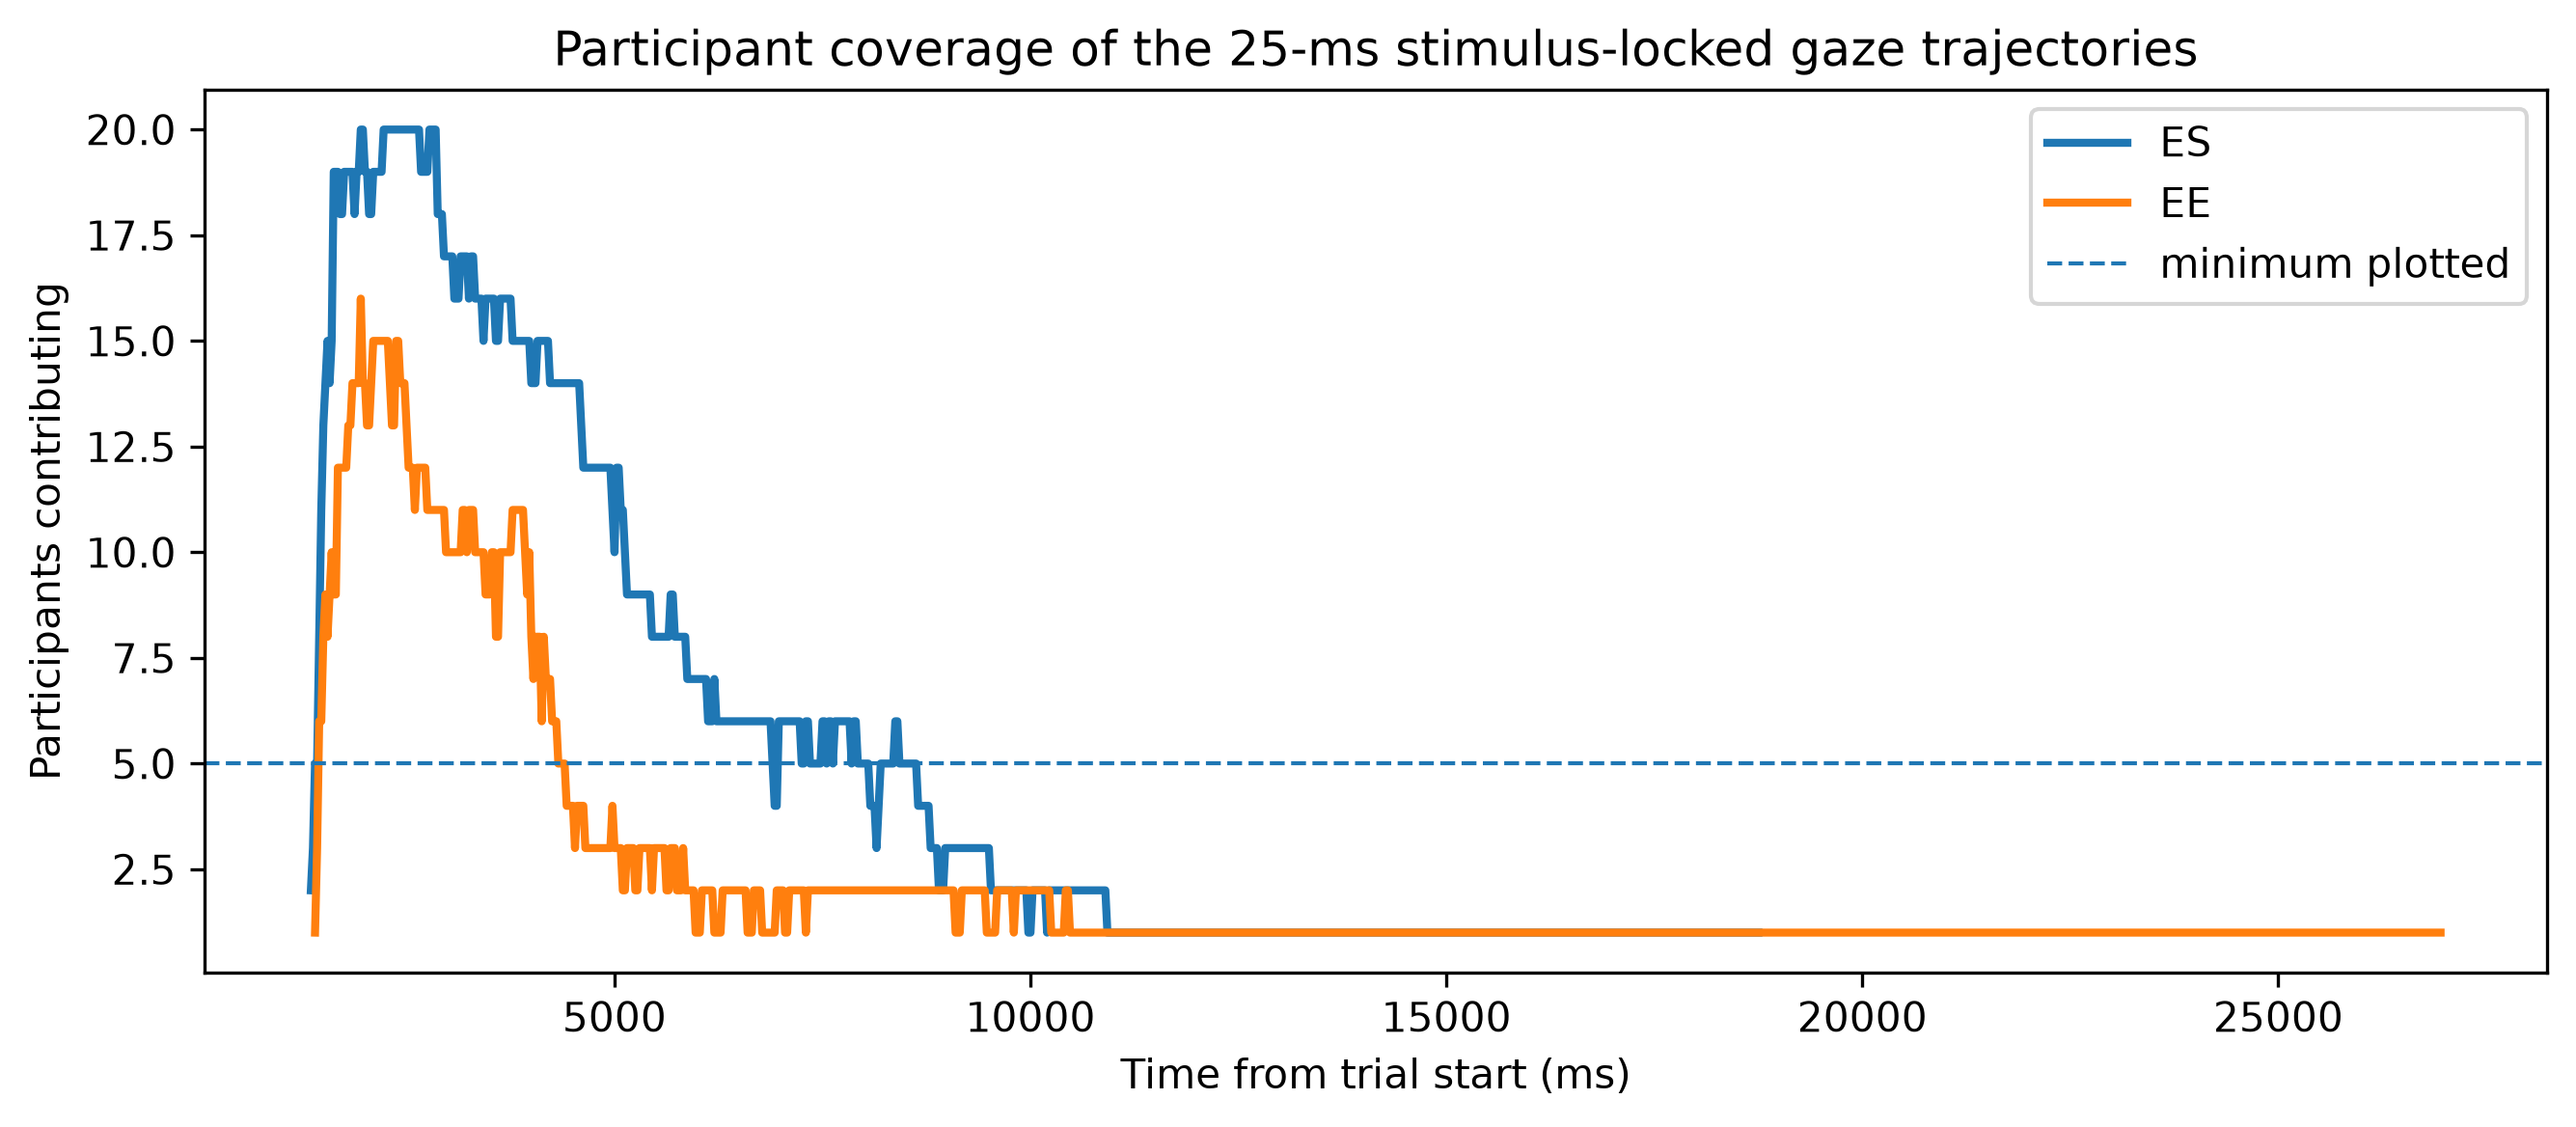 Participant coverage of the 25-ms stimulus-locked gaze trajectories
ES
EE
minimum plotted
Participants contributing
20.0
17.5
15.0
12.5
10.0
7.5
5.0
2.5
5000 10000 15000 20000 25000
Time from trial start (ms)